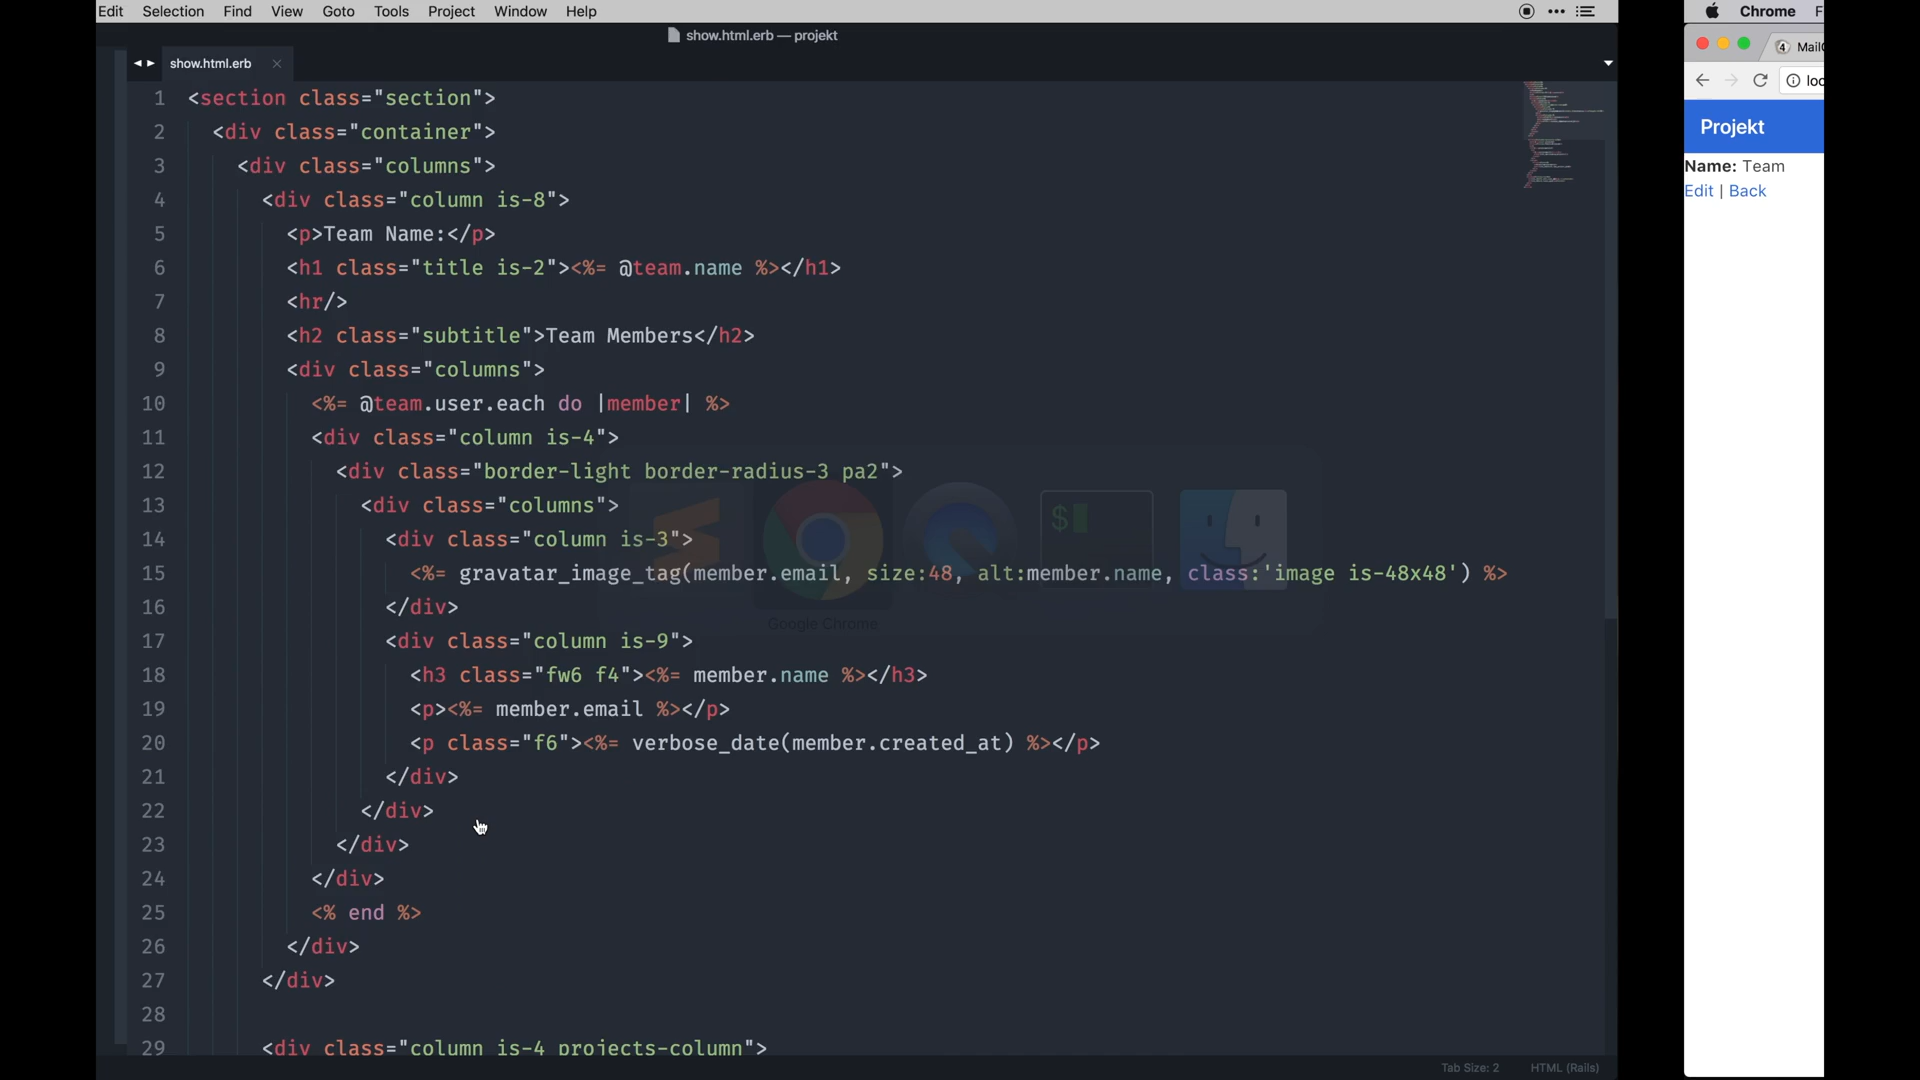 Edit Selection Find View Goto Tools Project Window Help
show.html.erb — projekt
show.html.erb
1 <section class="section">
2 <div class="container">
3 <div class="columns">
4 <div class="column is-8">
5 <p>Team Name:</p>
6 <h1 class="title is-2"><%= @team.name %></h1>
7 <hr/>
8 <h2 class="subtitle">Team Members</h2>
9 <div class="columns">
10 <%= @team.user.each do |member| %>
11 <div class="column is-4">
12 <div class="border-light border-radius-3 pa2">
13 <div class="columns">
14 <div class="column is-3">
15 <%= gravatar_image_tag(member.email, size:48, alt:member.name, class:'image is-48x48') %>
16 </div>
17 <div class="column is-9">
18 <h3 class="fw6 f4"><%= member.name %></h3>
19 <p><%= member.email %></p>
20 <p class="f6"><%= verbose_date(member.created_at) %></p>
21 </div>
22 </div>
23 </div>
24 </div>
25 <% end %>
26 </div>
27 </div>
28
29 <div class="column is-4 projects-column">
$
Google Chrome
Tab Size: 2 HTML (Rails)
Chrome F
4 Mail
loc
Projekt
Name: Team
Edit | Back